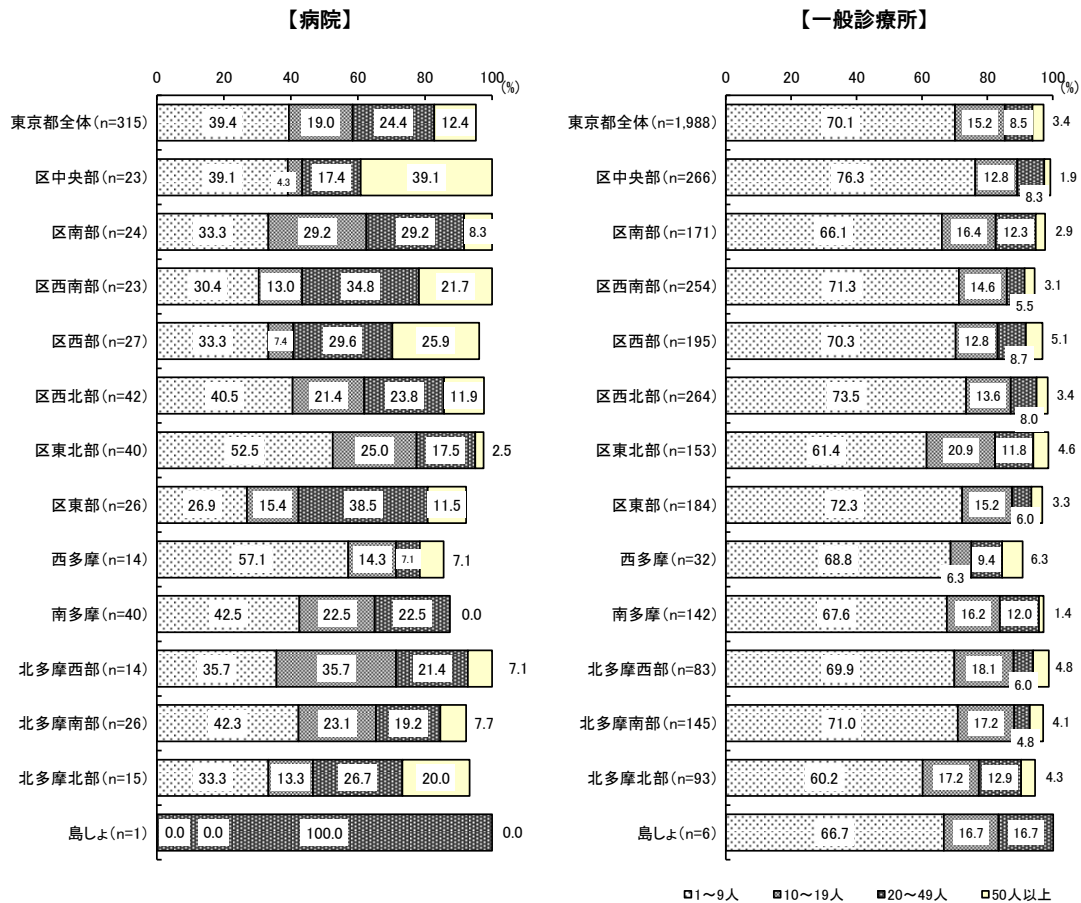 【病院】
0 20 40 60 80 100
(%)
東京都全体(n=315) 39.4 19.0 24.4 12.4
区中央部(n=23) 39.1 4.3 17.4 39.1
区南部(n=24) 33.3 29.2 29.2 8.3
区西南部(n=23) 30.4 13.0 34.8 21.7
区西部(n=27) 33.3 7.4 29.6 25.9
区西北部(n=42) 40.5 21.4 23.8 11.9
区東北部(n=40) 52.5 25.0 17.5 2.5
区東部(n=26) 26.9 15.4 38.5 11.5
西多摩(n=14) 57.1 14.3 7.1 7.1
南多摩(n=40) 42.5 22.5 22.5 0.0
北多摩西部(n=14) 35.7 35.7 21.4 7.1
北多摩南部(n=26) 42.3 23.1 19.2 7.7
北多摩北部(n=15) 33.3 13.3 26.7 20.0
島しょ(n=1) 0.0 0.0 100.0 0.0
【一般診療所】
0 20 40 60 80 100
(%)
東京都全体(n=1,988) 70.1 15.2 8.5 3.4
区中央部(n=266) 76.3 12.8 8.3 1.9
区南部(n=171) 66.1 16.4 12.3 2.9
区西南部(n=254) 71.3 14.6 5.5 3.1
区西部(n=195) 70.3 12.8 8.7 5.1
区西北部(n=264) 73.5 13.6 8.0 3.4
区東北部(n=153) 61.4 20.9 11.8 4.6
区東部(n=184) 72.3 15.2 6.0 3.3
西多摩(n=32) 68.8 6.3 9.4 6.3
南多摩(n=142) 67.6 16.2 12.0 1.4
北多摩西部(n=83) 69.9 18.1 6.0 4.8
北多摩南部(n=145) 71.0 17.2 4.8 4.1
北多摩北部(n=93) 60.2 17.2 12.9 4.3
島しょ(n=6) 66.7 16.7 16.7
1~9人 10~19人 20~49人 50人以上